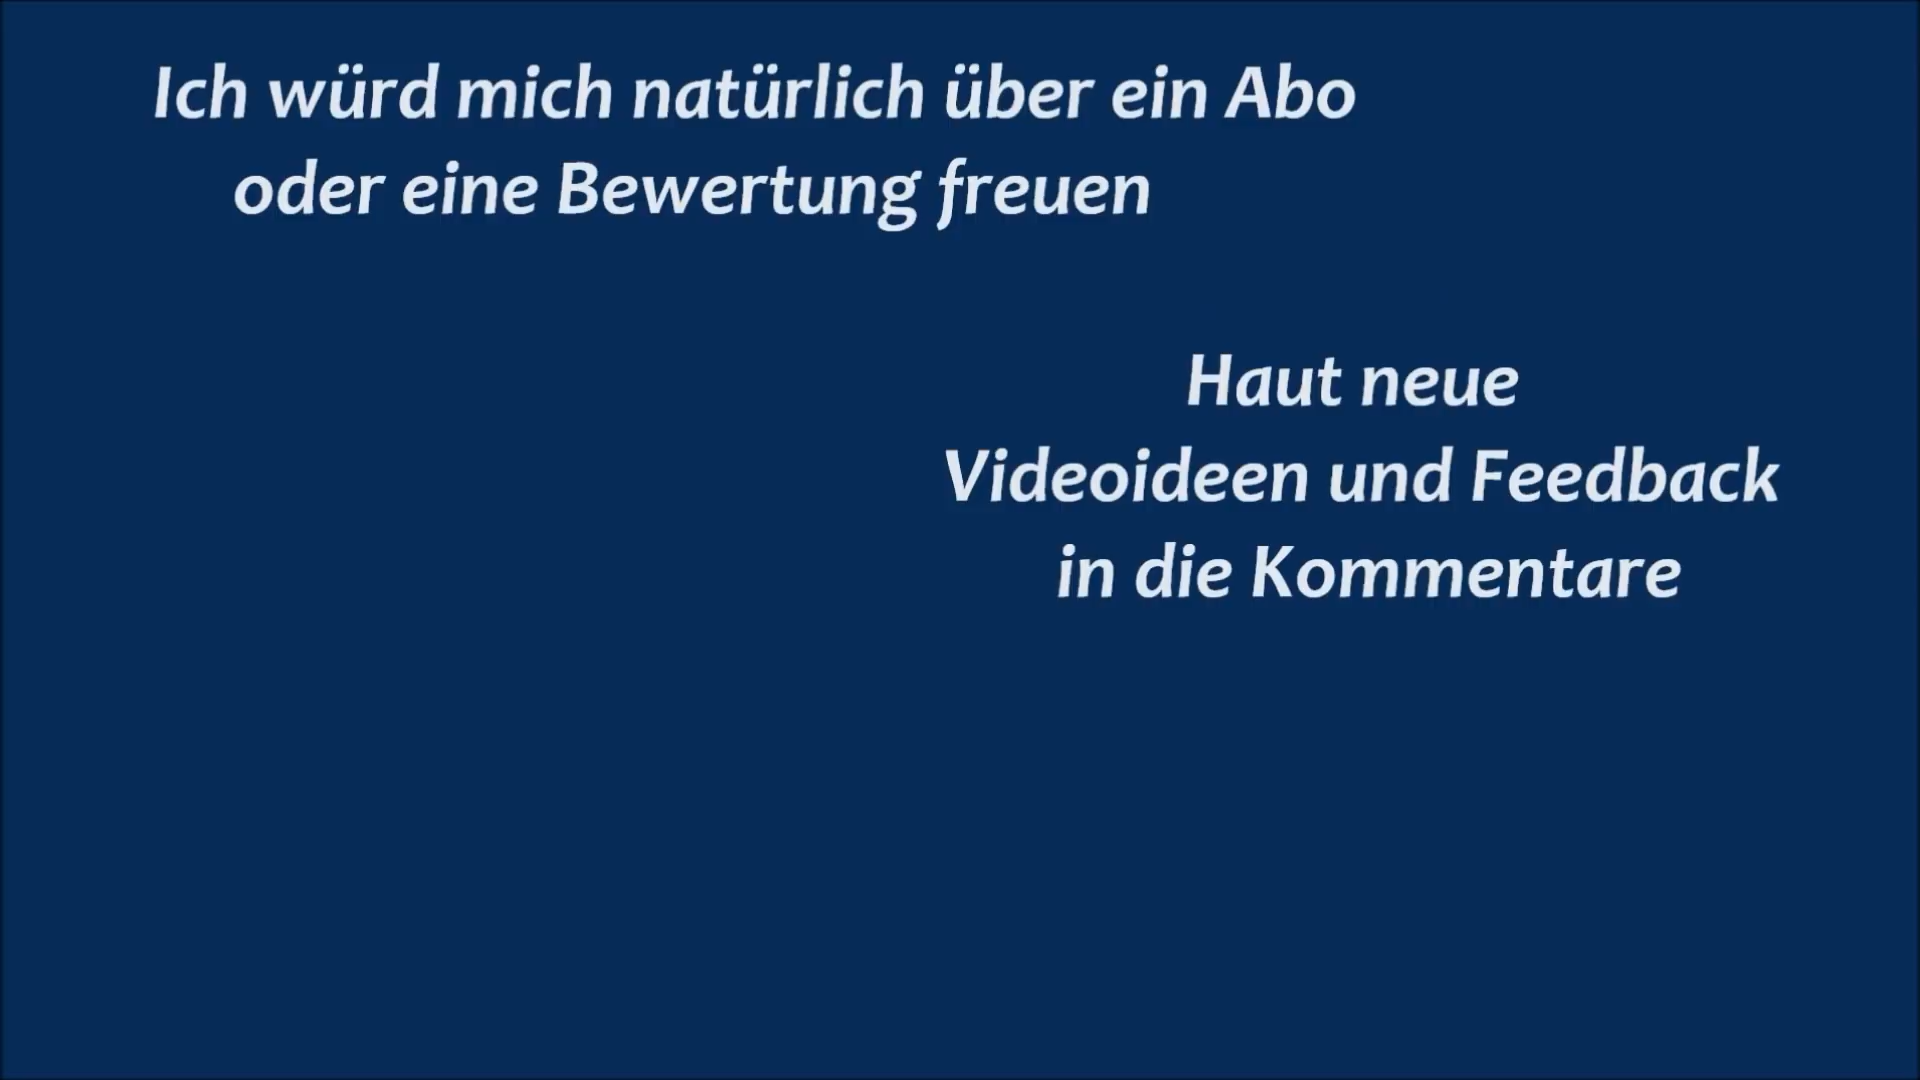 Ich würd mich natürlich über ein Abo
oder eine Bewertung freuen
Haut neue
Videoideen und Feedback
in die Kommentare